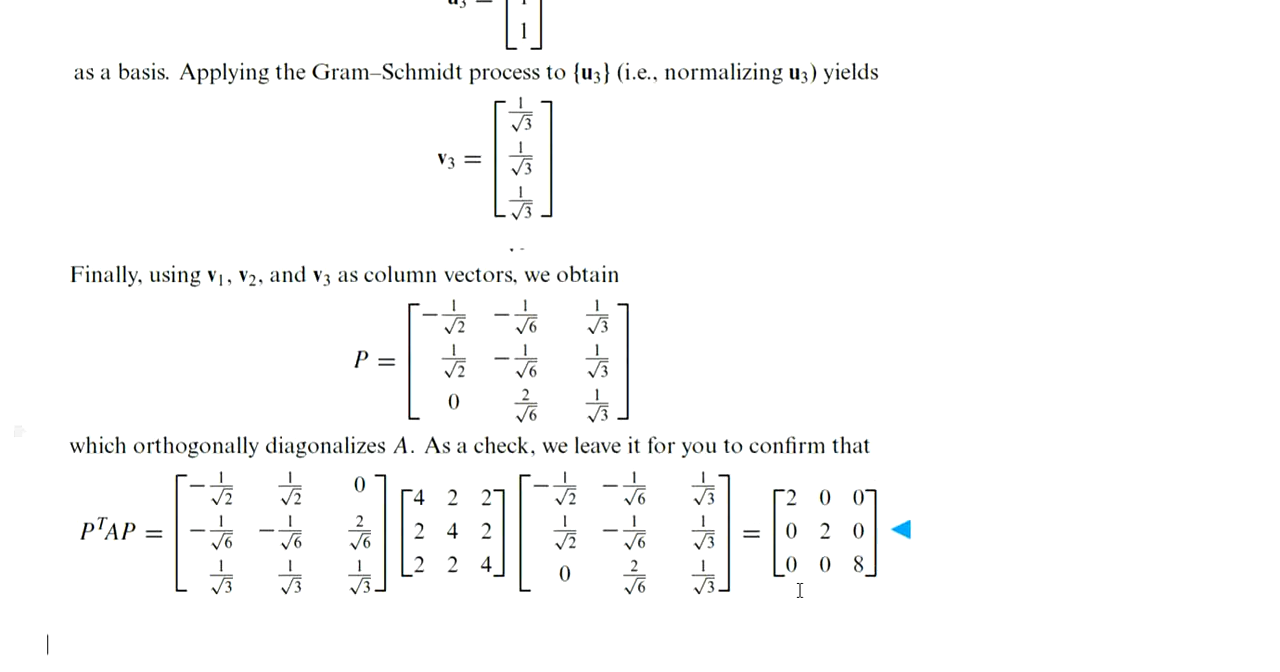 1
as a basis. Applying the Gram–Schmidt process to {u₃} (i.e., normalizing u₃) yields
v₃ = [1/√3; 1/√3; 1/√3]
Finally, using v₁, v₂, and v₃ as column vectors, we obtain
P = [−1/√2 −1/√6 1/√3; 1/√2 −1/√6 1/√3; 0 2/√6 1/√3]
which orthogonally diagonalizes A. As a check, we leave it for you to confirm that
PᵀAP = [−1/√2 1/√2 0; −1/√6 −1/√6 2/√6; 1/√3 1/√3 1/√3] [4 2 2; 2 4 2; 2 2 4] [−1/√2 −1/√6 1/√3; 1/√2 −1/√6 1/√3; 0 2/√6 1/√3] = [2 0 0; 0 2 0; 0 0 8]